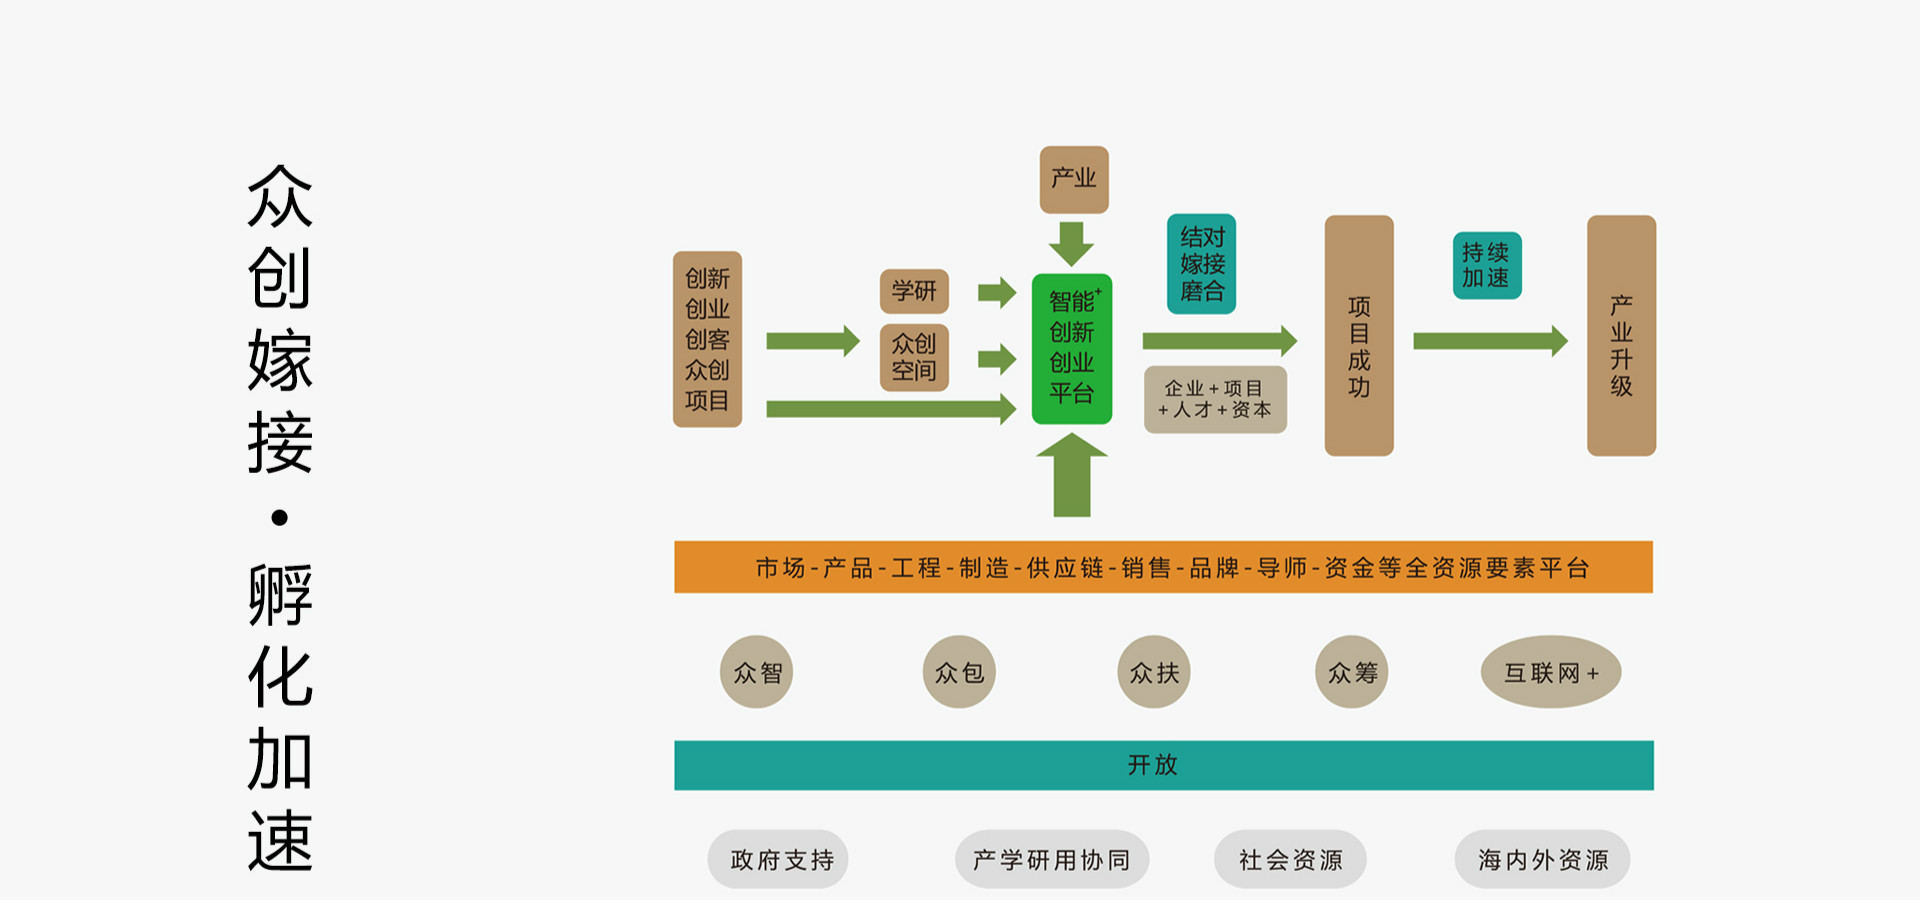 众创嫁接·孵化加速
产业
创新
创业
创客
众创
项目
学研
众创
空间
智能+
创新
创业
平台
结对
嫁接
磨合
企业+项目
+人才+资本
项目成功
持续
加速
产业升级
市场-产品-工程-制造-供应链-销售-品牌-导师-资金等全资源要素平台
众智
众包
众扶
众筹
互联网+
开放
政府支持
产学研用协同
社会资源
海内外资源